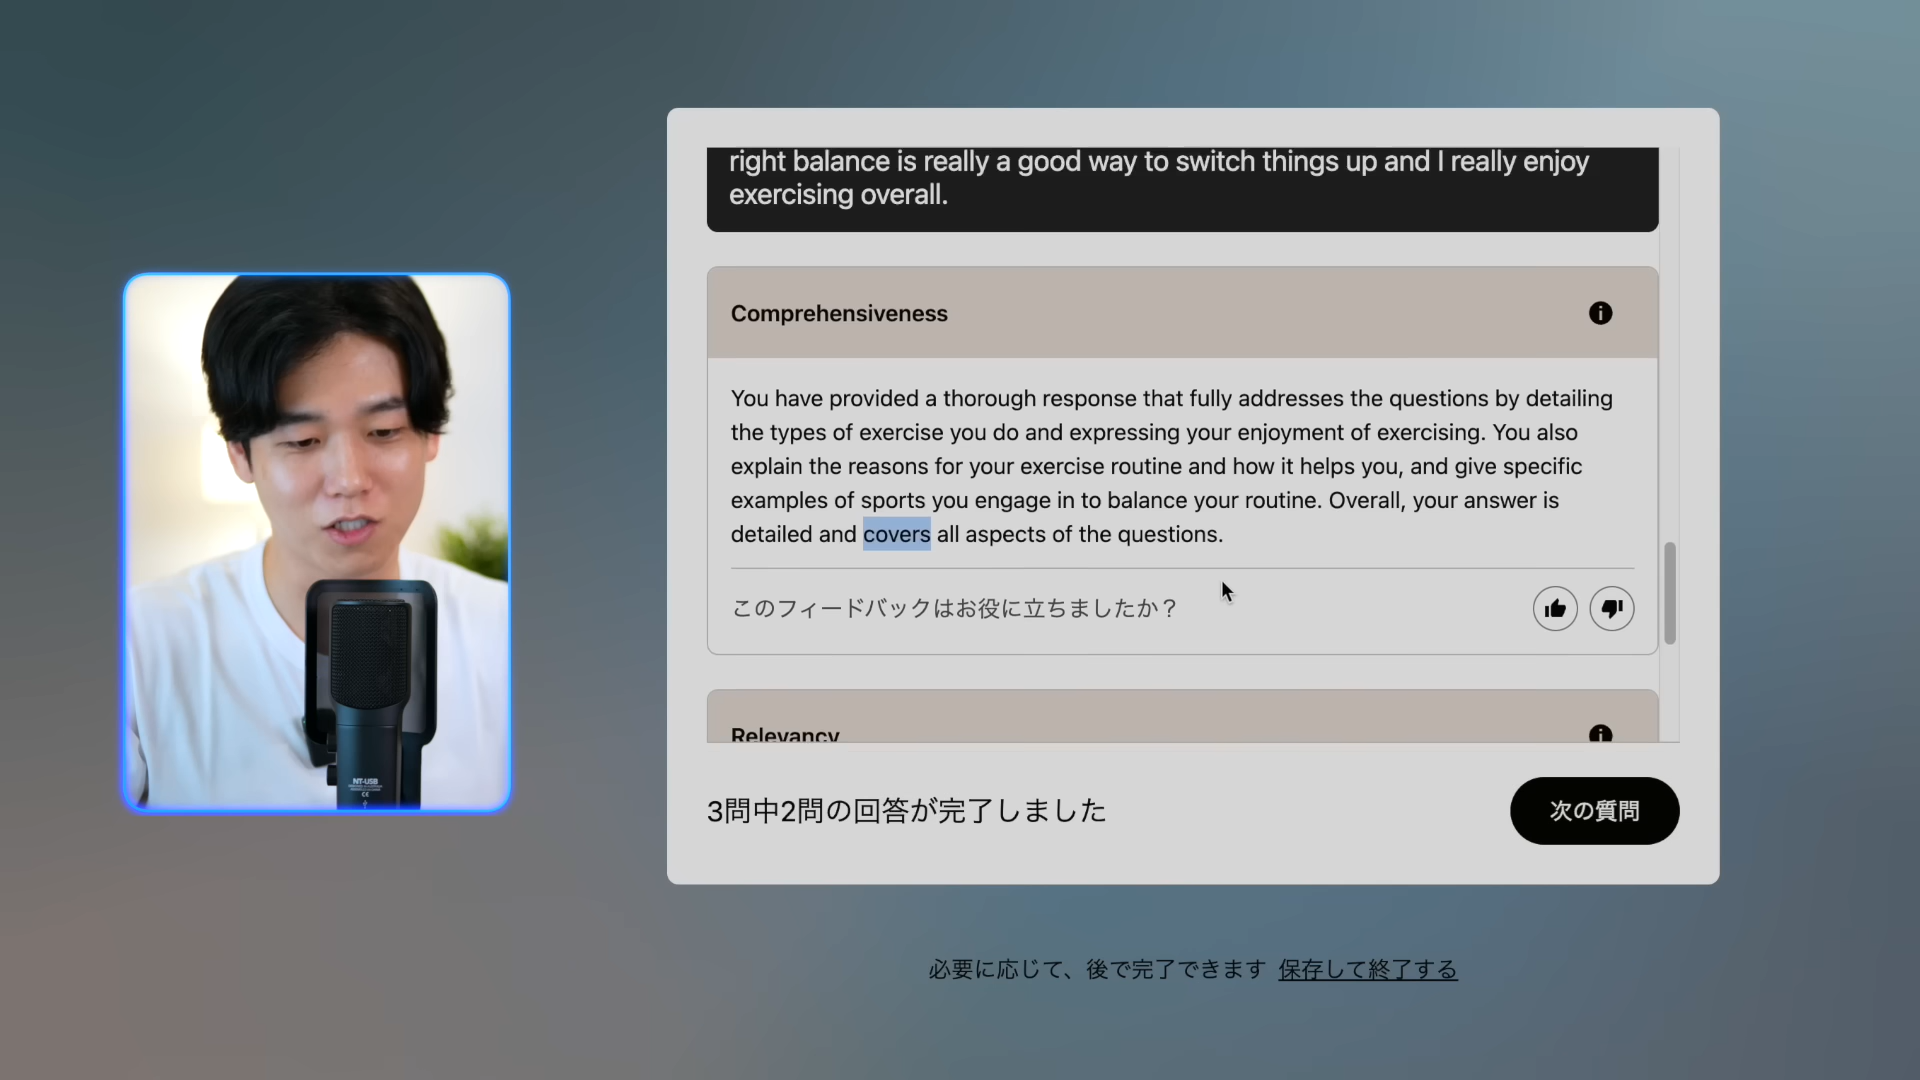 right balance is really a good way to switch things up and I really enjoy
exercising overall.
Comprehensiveness
You have provided a thorough response that fully addresses the questions by detailing
the types of exercise you do and expressing your enjoyment of exercising. You also
explain the reasons for your exercise routine and how it helps you, and give specific
examples of sports you engage in to balance your routine. Overall, your answer is
detailed and covers all aspects of the questions.
このフィードバックはお役に立ちましたか？
Relevancy
3問中2問の回答が完了しました
次の質問
必要に応じて、後で完了できます 保存して終了する
NT-USB